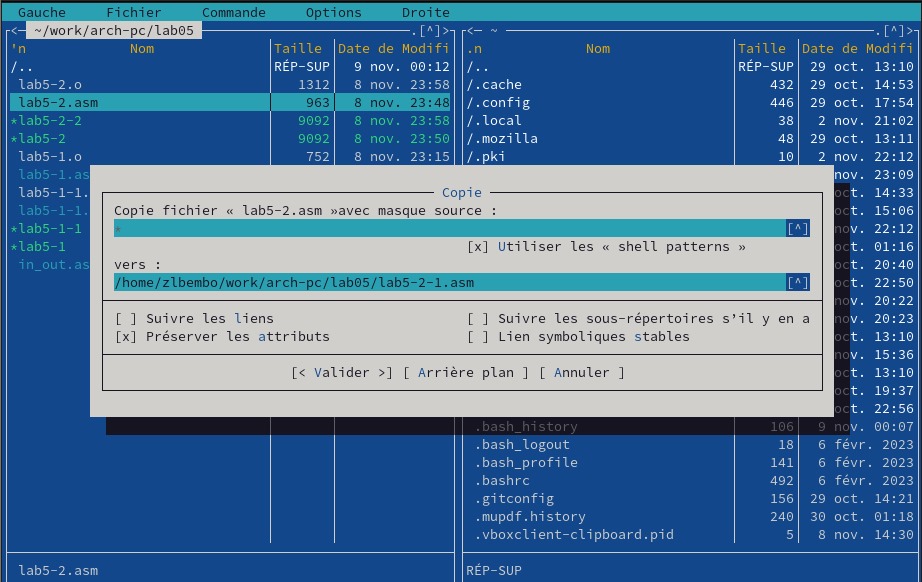 Gauche Fichier Commande Options Droite
~/work/arch-pc/lab05 .[^]> <— ~ .[^]>
'n Nom Taille Date de Modifi .n Nom Taille Date de Modifi
/.. RÉP-SUP 9 nov. 00:12 /.. RÉP-SUP 29 oct. 13:10
lab5-2.o 1312 8 nov. 23:58 /.cache 432 29 oct. 14:53
lab5-2.asm 963 8 nov. 23:48 /.config 446 29 oct. 17:54
*lab5-2-2 9092 8 nov. 23:58 /.local 38 2 nov. 21:02
*lab5-2 9092 8 nov. 23:50 /.mozilla 48 29 oct. 13:11
lab5-1.o 752 8 nov. 23:15 /.pki 10 2 nov. 22:12
lab5-1.as nov. 23:09
lab5-1-1. Copie oct. 14:33
lab5-1-1. Copie fichier « lab5-2.asm »avec masque source : oct. 15:06
*lab5-1-1 * [^] nov. 22:12
*lab5-1 [x] Utiliser les « shell patterns » oct. 01:16
in_out.as vers : oct. 20:40
/home/zlbembo/work/arch-pc/lab05/lab5-2-1.asm [^] oct. 22:50
nov. 20:22
[ ] Suivre les liens [ ] Suivre les sous-répertoires s’il y en a nov. 20:23
[x] Préserver les attributs [ ] Lien symboliques stables oct. 13:10
nov. 15:36
[< Valider >] [ Arrière plan ] [ Annuler ] oct. 13:10
oct. 19:37
oct. 22:56
.bash_history 106 9 nov. 00:07
.bash_logout 18 6 févr. 2023
.bash_profile 141 6 févr. 2023
.bashrc 492 6 févr. 2023
.gitconfig 156 29 oct. 14:21
.mupdf.history 240 30 oct. 01:18
.vboxclient-clipboard.pid 5 8 nov. 14:30
lab5-2.asm RÉP-SUP